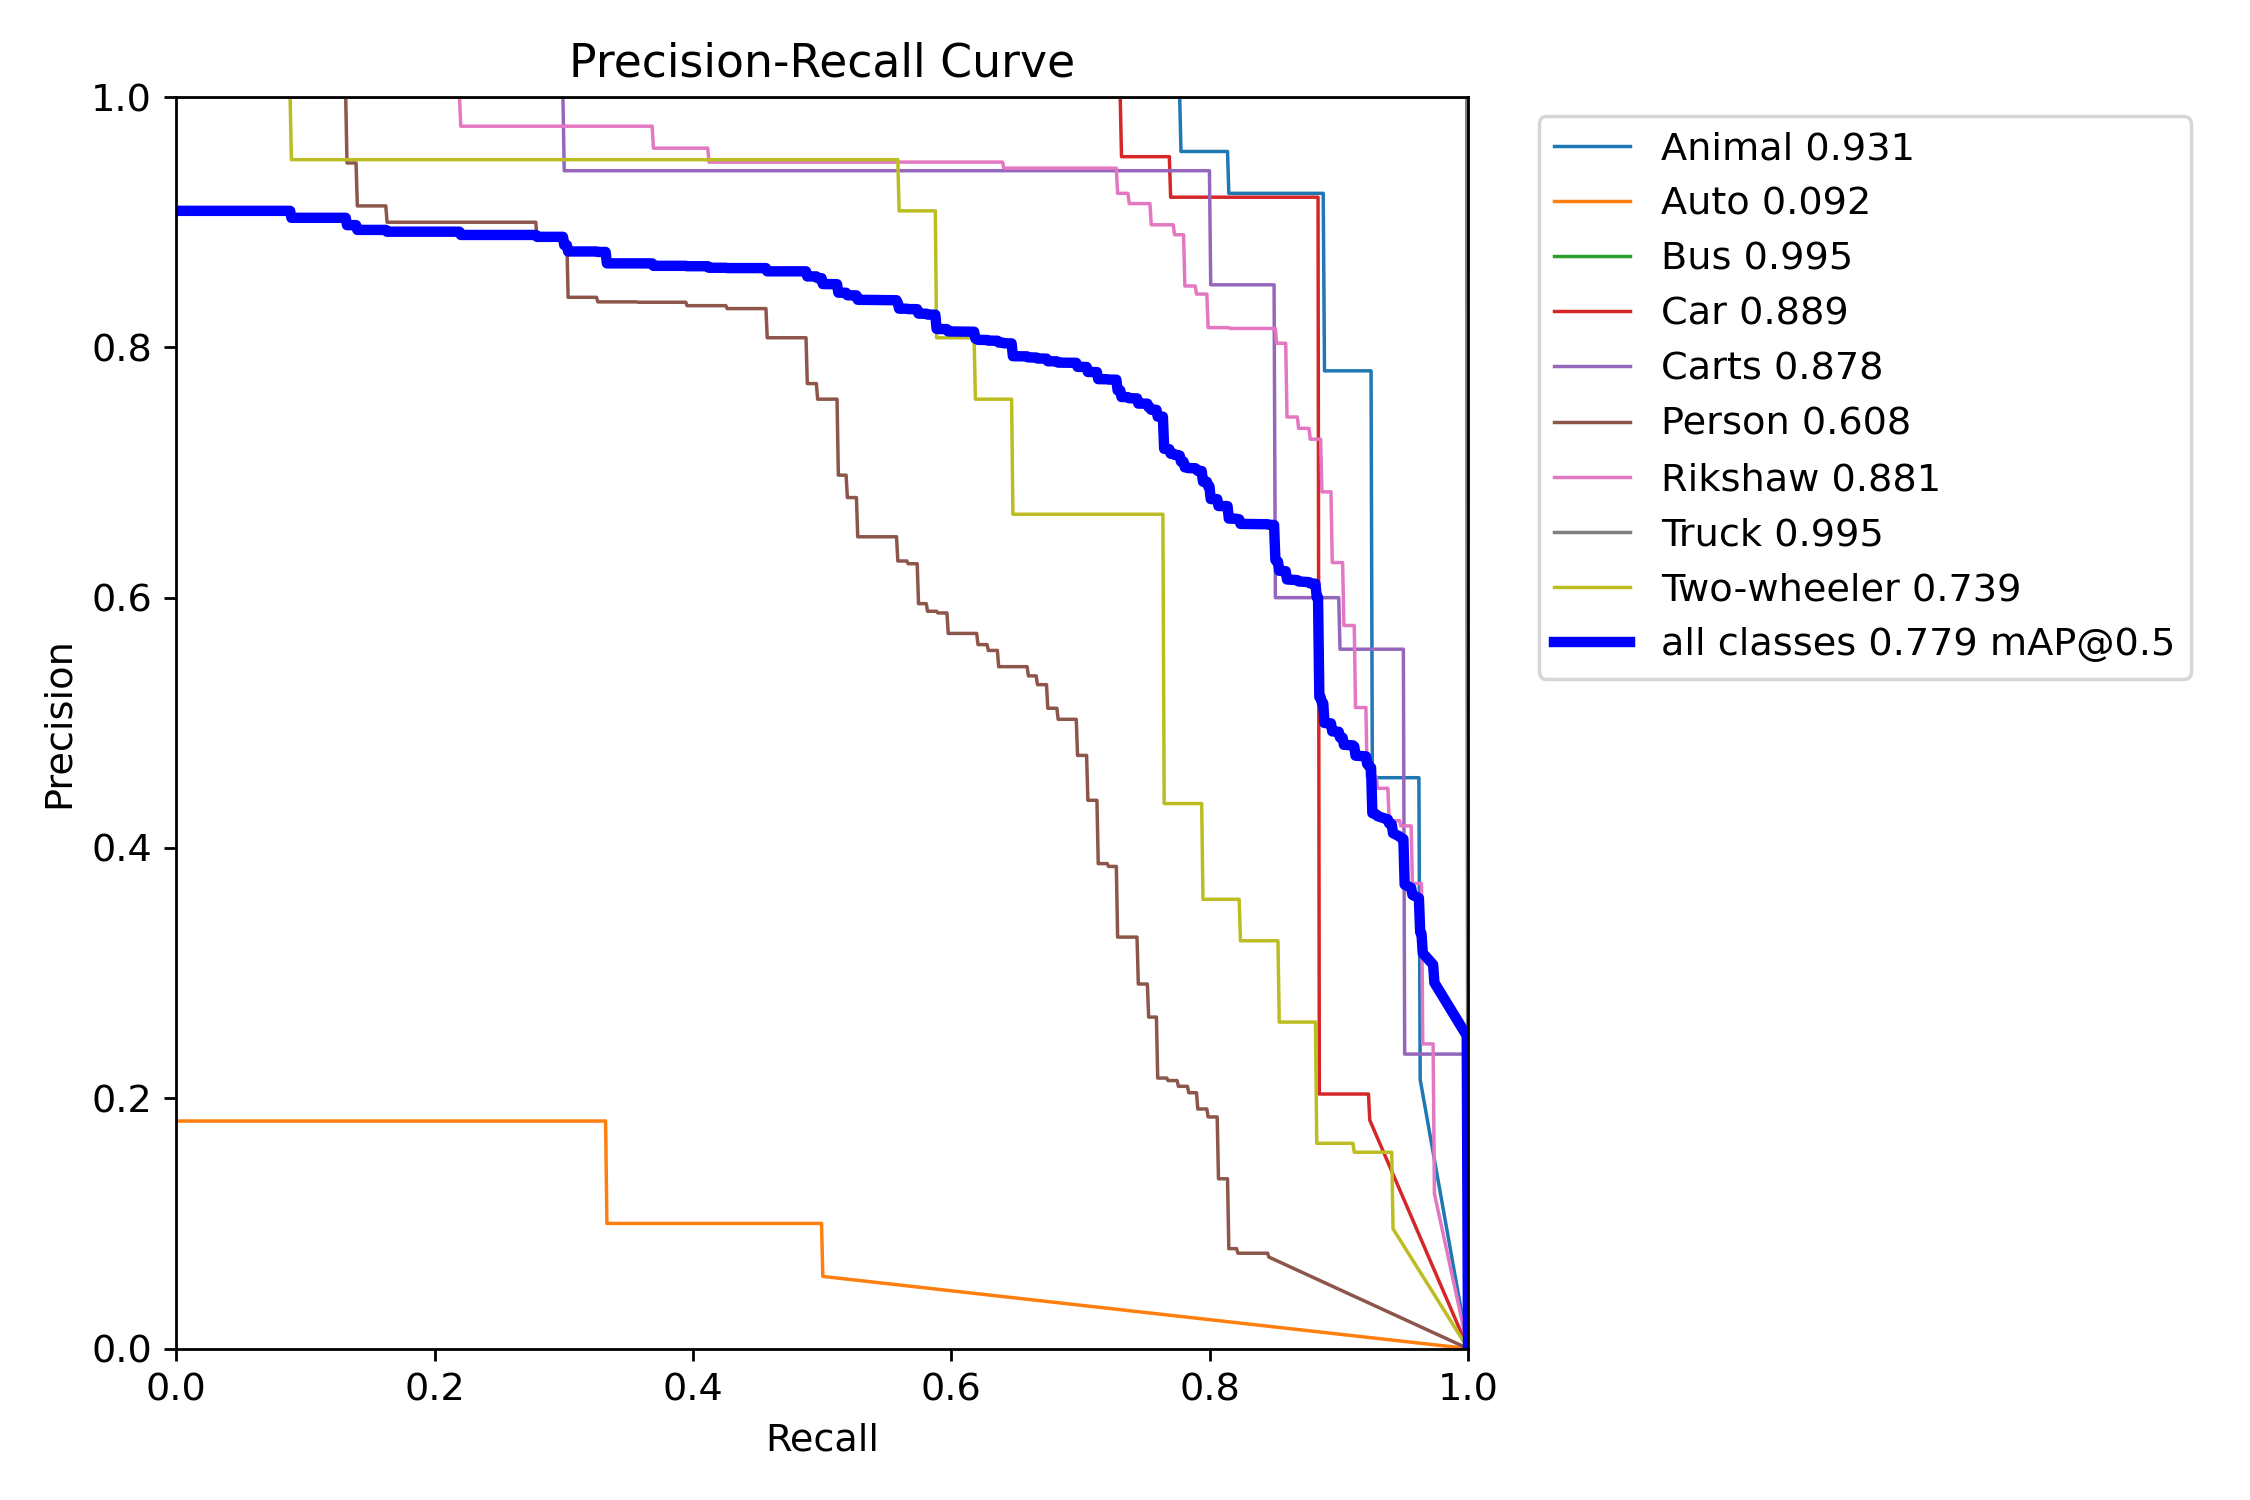 Precision-Recall Curve
1.0
0.8
0.6
0.4
0.2
0.0
Precision
0.0 0.2 0.4 0.6 0.8 1.0
Recall
Animal 0.931
Auto 0.092
Bus 0.995
Car 0.889
Carts 0.878
Person 0.608
Rikshaw 0.881
Truck 0.995
Two-wheeler 0.739
all classes 0.779 mAP@0.5